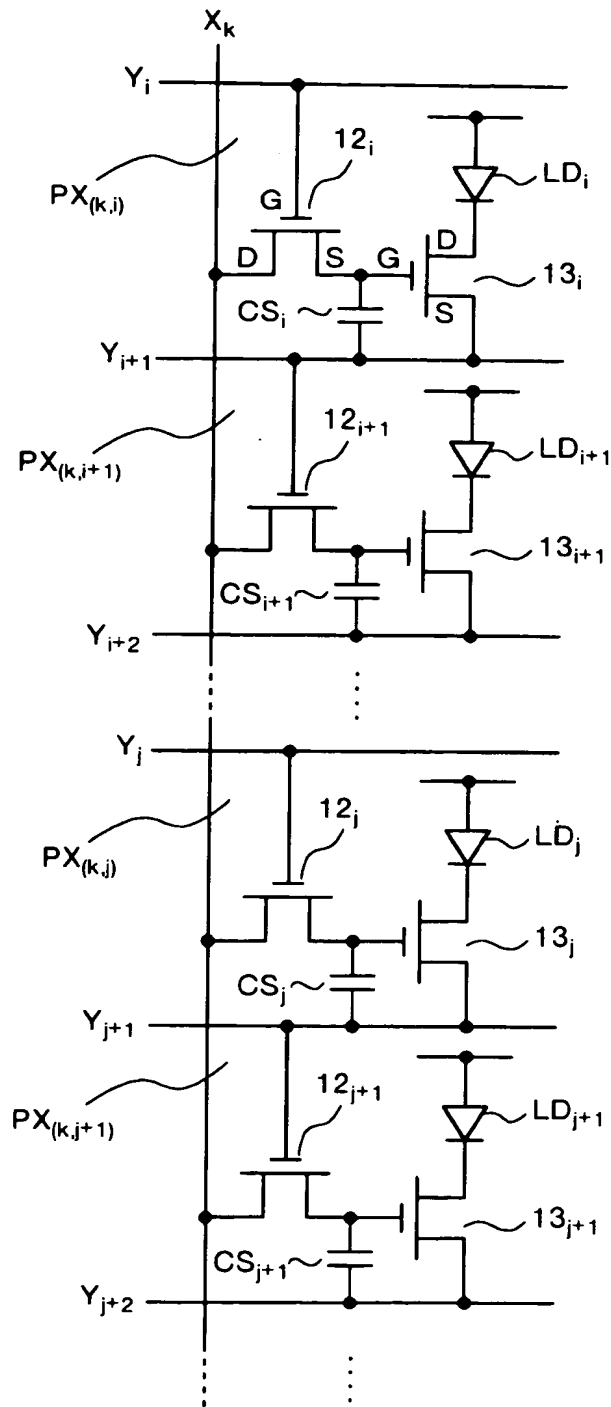 X_k
Y_i
12_i
LD_i
PX_(k,i)
G
D
D
S
G
13_i
CS_i
S
Y_i+1
12_i+1
LD_i+1
PX_(k,i+1)
13_i+1
CS_i+1
Y_i+2
Y_j
12_j
LD_j
PX_(k,j)
13_j
CS_j
Y_j+1
12_j+1
LD_j+1
PX_(k,j+1)
13_j+1
CS_j+1
Y_j+2